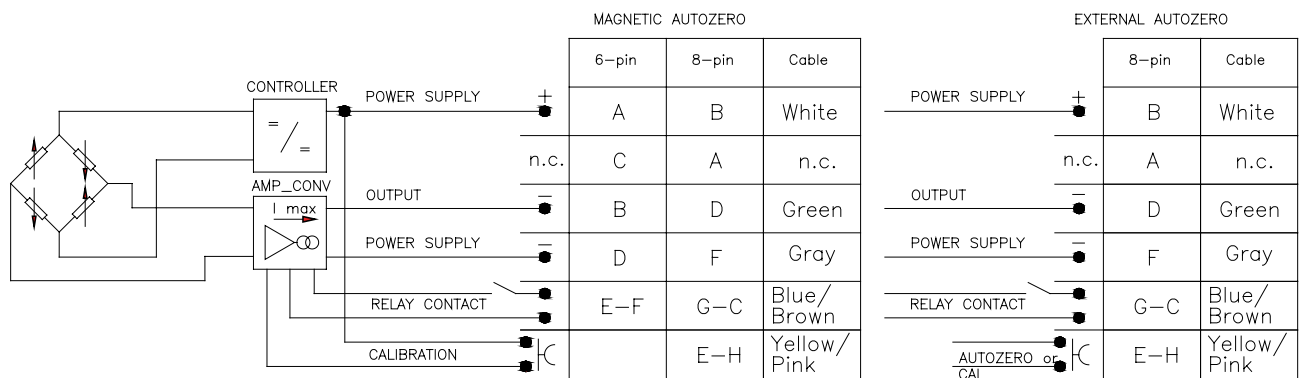 MAGNETIC AUTOZERO
6-pin 8-pin Cable
CONTROLLER
= / =
POWER SUPPLY + A B White
n.c. C A n.c.
AMP_CONV
I max
OUTPUT - B D Green
POWER SUPPLY - D F Gray
RELAY CONTACT E-F G-C Blue/
Brown
CALIBRATION E-H Yellow/
Pink
EXTERNAL AUTOZERO
8-pin Cable
POWER SUPPLY + B White
n.c. A n.c.
OUTPUT - D Green
POWER SUPPLY - F Gray
RELAY CONTACT G-C Blue/
Brown
AUTOZERO or
CAL E-H Yellow/
Pink